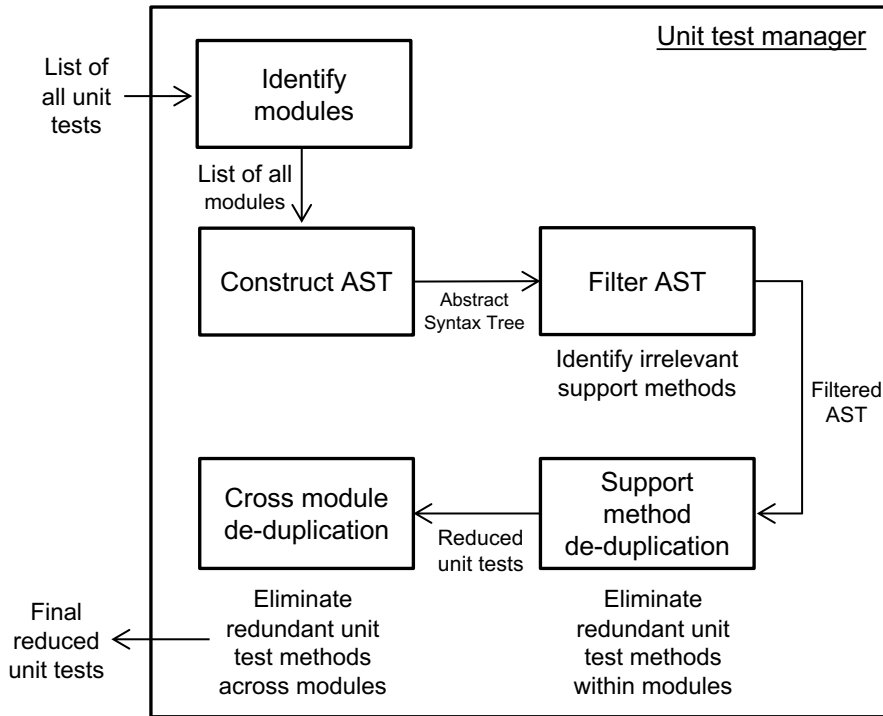 Unit test manager
List of
all unit
tests
Identify
modules
List of all
modules
Construct AST
Abstract
Syntax Tree
Filter AST
Identify irrelevant
support methods
Filtered
AST
Support
method
de-duplication
Eliminate
redundant unit
test methods
within modules
Reduced
unit tests
Cross module
de-duplication
Eliminate
redundant unit
test methods
across modules
Final
reduced
unit tests